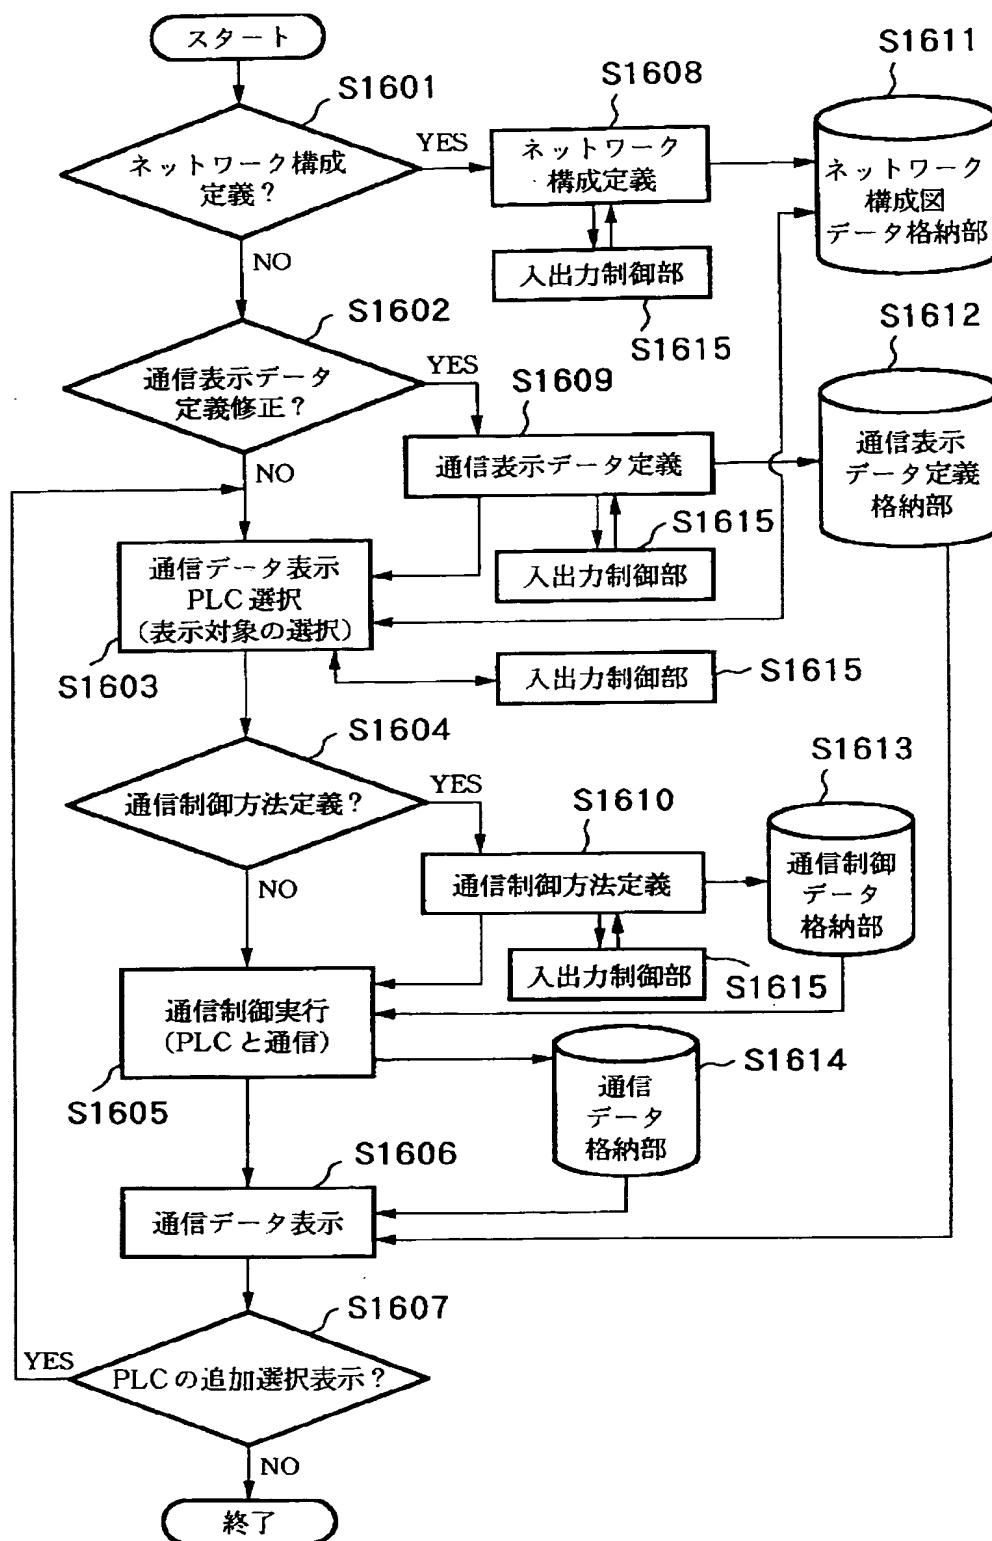 スタート
S1601
ネットワーク構成
定義？
YES
NO
S1608
ネットワーク
構成定義
入出力制御部
S1615
S1611
ネットワーク
構成図
データ格納部
S1602
通信表示データ
定義修正？
YES
NO
S1609
通信表示データ定義
S1615
入出力制御部
S1612
通信表示
データ定義
格納部
通信データ表示
PLC 選択
（表示対象の選択）
S1603
入出力制御部
S1615
S1604
通信制御方法定義？
YES
NO
S1610
通信制御方法定義
入出力制御部
S1615
S1613
通信制御
データ
格納部
通信制御実行
(PLC と通信)
S1605
S1614
通信
データ
格納部
S1606
通信データ表示
S1607
PLC の追加選択表示？
YES
NO
終了